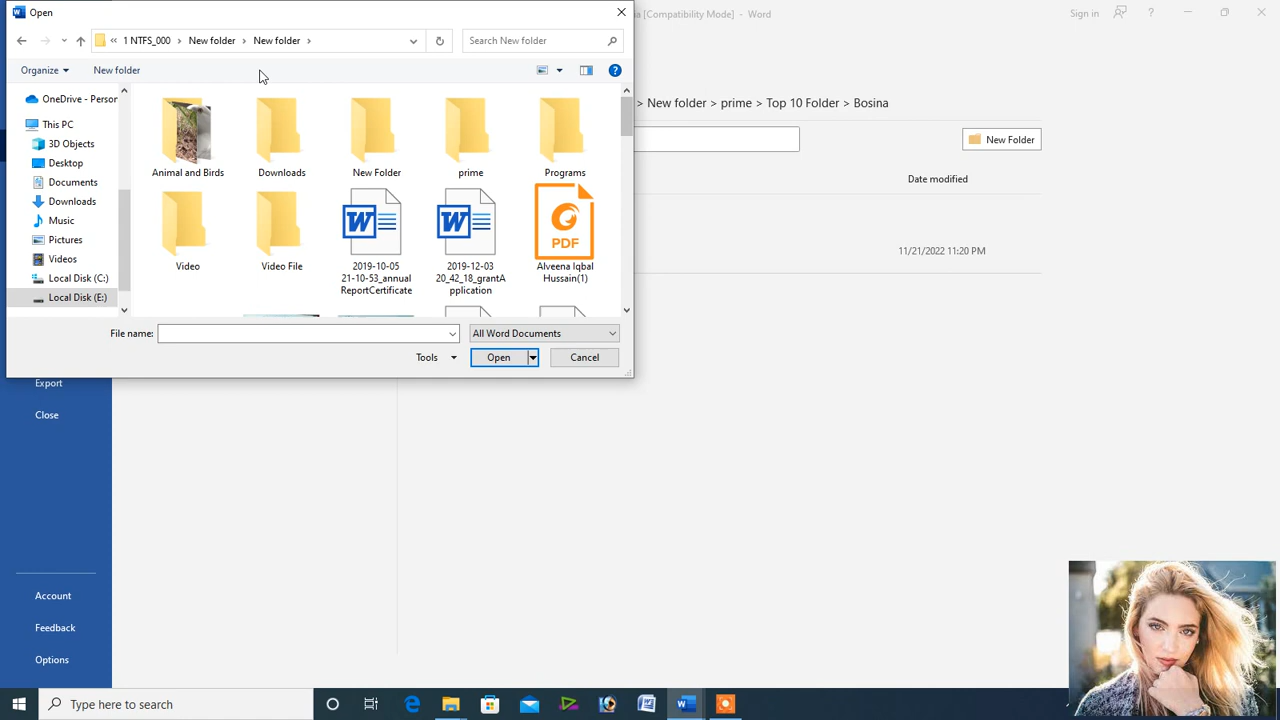 Open
ia [Compatibility Mode] - Word
Sign in
?
« 1 NTFS_000 > New folder > New folder >
Search New folder
Organize
New folder
?
OneDrive - Person
This PC
3D Objects
Desktop
Documents
Downloads
Music
Pictures
Videos
Local Disk (C:)
Local Disk (E:)
Animal and Birds
Downloads
New Folder
prime
Programs
Video
Video File
W
2019-10-05
21-10-53_annual
ReportCertificate
W
2019-12-03
20_42_18_grantA
pplication
PDF
Alveena Iqbal
Hussain(1)
File name:
All Word Documents
Tools
Open
Cancel
> New folder > prime > Top 10 Folder > Bosina
New Folder
Date modified
11/21/2022 11:20 PM
Export
Close
Account
Feedback
Options
Type here to search